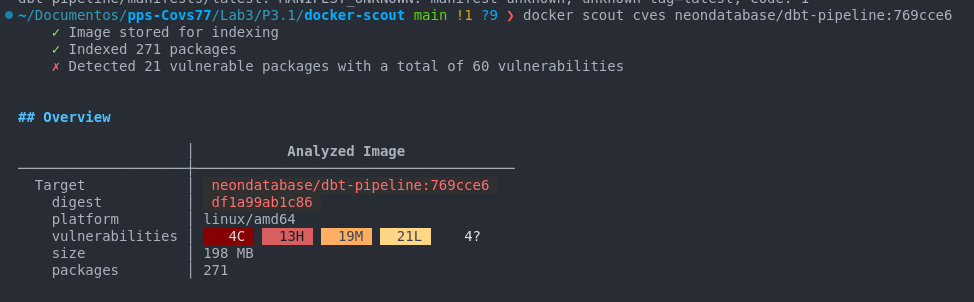 dbt-pipeline/manifests/latest: MANIFEST_UNKNOWN: manifest unknown; unknown tag=latest, code: 1
~/Documentos/pps-Covs77/Lab3/P3.1/docker-scout main !1 ?9 ❯ docker scout cves neondatabase/dbt-pipeline:769cce6
✓ Image stored for indexing
✓ Indexed 271 packages
✗ Detected 21 vulnerable packages with a total of 60 vulnerabilities
## Overview
Analyzed Image
Target neondatabase/dbt-pipeline:769cce6
digest df1a99ab1c86
platform linux/amd64
vulnerabilities 4C 13H 19M 21L 4?
size 198 MB
packages 271